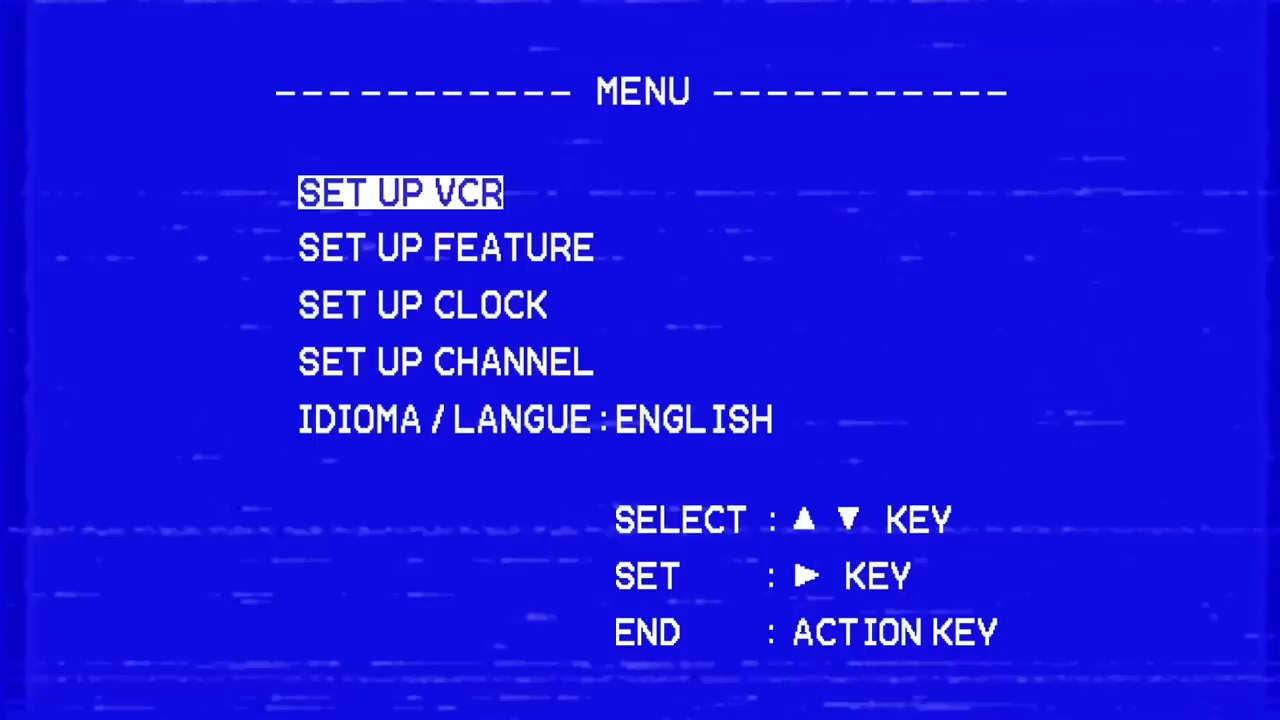 ----------- MENU -----------
SET UP VCR
SET UP FEATURE
SET UP CLOCK
SET UP CHANNEL
IDIOMA / LANGUE : ENGLISH
SELECT : ▲ ▼ KEY
SET : ► KEY
END : ACTION KEY